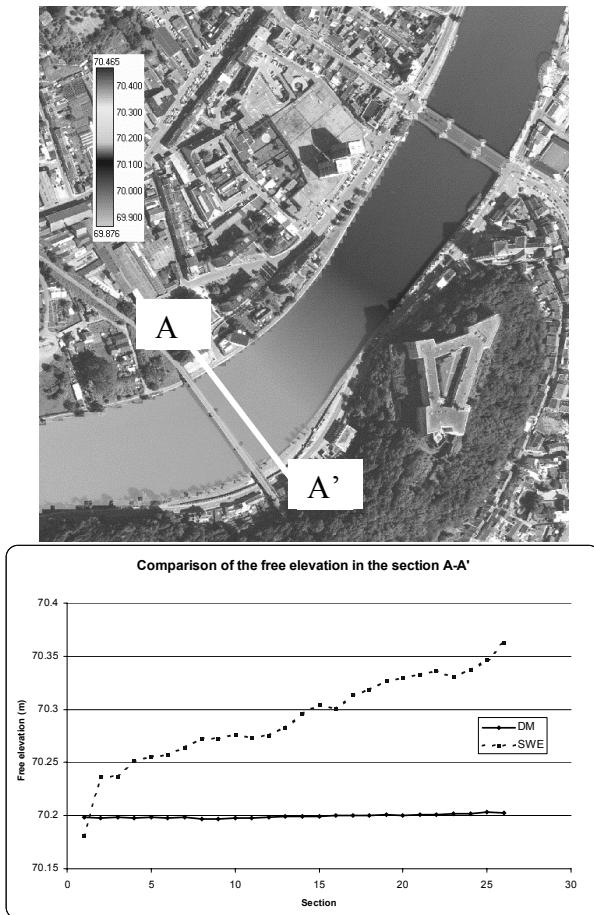 70.465
70.400
70.300
70.200
70.100
70.000
69.900
69.876
A
A'
Comparison of the free elevation in the section A-A'
70.4
70.35
70.3
70.25
70.2
70.15
Free elevation (m)
DM
SWE
0 5 10 15 20 25 30
Section